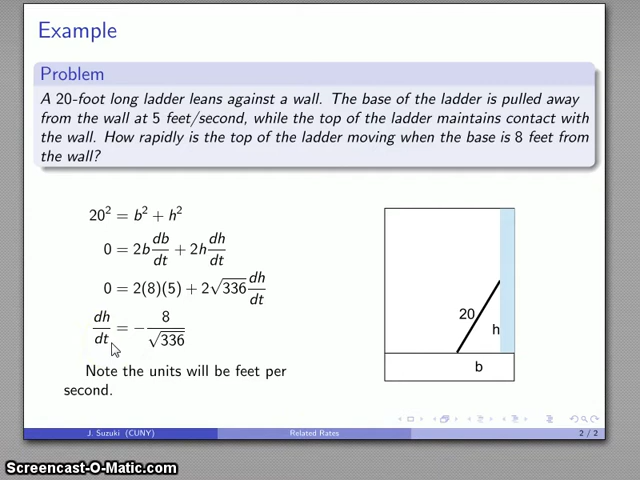 Example
Problem
A 20-foot long ladder leans against a wall. The base of the ladder is pulled away
from the wall at 5 feet/second, while the top of the ladder maintains contact with
the wall. How rapidly is the top of the ladder moving when the base is 8 feet from
the wall?
20² = b² + h²
0 = 2b db/dt + 2h dh/dt
0 = 2(8)(5) + 2√336 dh/dt
dh/dt = − 8/√336
Note the units will be feet per
second.
20
h
b
J. Suzuki (CUNY)
Related Rates
2 / 2
Screencast-O-Matic.com